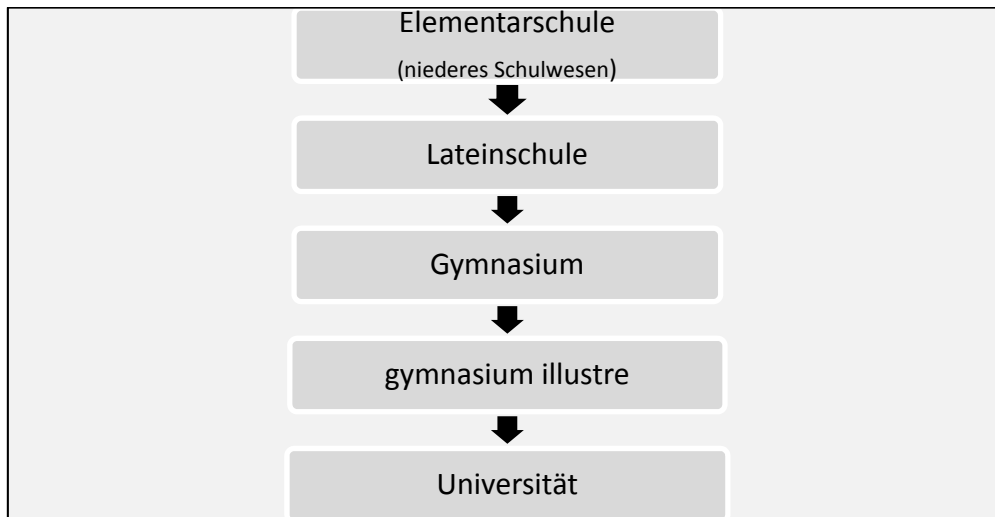 Elementarschule
(niederes Schulwesen)
Lateinschule
Gymnasium
gymnasium illustre
Universität